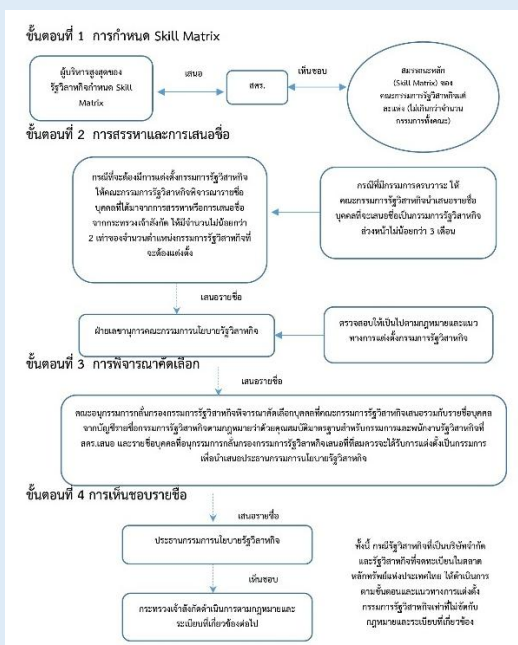 ขั้นตอนที่ 1 การกำหนด Skill Matrix
ผู้บริหารสูงสุดของ
รัฐวิสาหกิจกำหนด Skill
Matrix
เสนอ
สคร.
เห็นชอบ
สมรรถนะหลัก
(Skill Matrix) ของ
คณะกรรมการรัฐวิสาหกิจแต่
ละแห่ง (ไม่เกินกว่าจำนวน
กรรมการทั้งคณะ)
ขั้นตอนที่ 2 การสรรหาและการเสนอชื่อ
กรณีที่จะต้องมีการแต่งตั้งกรรมการรัฐวิสาหกิจ
ให้คณะกรรมการรัฐวิสาหกิจพิจารณารายชื่อ
บุคคลที่ได้มาจากการสรรหาหรือการเสนอชื่อ
จากกระทรวงเจ้าสังกัด ให้มีจำนวนไม่น้อยกว่า
2 เท่าของจำนวนตำแหน่งกรรมการรัฐวิสาหกิจที่
จะต้องแต่งตั้ง
กรณีที่มีกรรมการครบวาระ ให้
คณะกรรมการรัฐวิสาหกิจนำเสนอรายชื่อ
บุคคลที่จะเสนอชื่อเป็นกรรมการรัฐวิสาหกิจ
ล่วงหน้าไม่น้อยกว่า 3 เดือน
เสนอรายชื่อ
ฝ่ายเลขานุการคณะกรรมการนโยบายรัฐวิสาหกิจ
ตรวจสอบให้เป็นไปตามกฎหมายและแนว
ทางการแต่งตั้งกรรมการรัฐวิสาหกิจ
ขั้นตอนที่ 3 การพิจารณาคัดเลือก
เสนอรายชื่อ
คณะอนุกรรมการกลั่นกรองกรรมการรัฐวิสาหกิจพิจารณาคัดเลือกบุคคลที่คณะกรรมการรัฐวิสาหกิจเสนอรวมกับรายชื่อบุคคล
จากบัญชีรายชื่อกรรมการรัฐวิสาหกิจตามกฎหมายว่าด้วยคุณสมบัติมาตรฐานสำหรับกรรมการและพนักงานรัฐวิสาหกิจที่
สคร.เสนอ และรายชื่อบุคคลที่อนุกรรมการกลั่นกรองกรรมการรัฐวิสาหกิจเสนอที่ที่สมควรจะได้รับการแต่งตั้งเป็นกรรมการ
เพื่อนำเสนอประธานกรรมการนโยบายรัฐวิสาหกิจ
ขั้นตอนที่ 4 การเห็นชอบรายชื่อ
เสนอรายชื่อ
ประธานกรรมการนโยบายรัฐวิสาหกิจ
เห็นชอบ
กระทรวงเจ้าสังกัดดำเนินการตามกฎหมายและ
ระเบียบที่เกี่ยวข้องต่อไป
ทั้งนี้ กรณีรัฐวิสาหกิจที่เป็นบริษัทจำกัด
และรัฐวิสาหกิจที่จดทะเบียนในตลาด
หลักทรัพย์แห่งประเทศไทย ให้ดำเนินการ
ตามขั้นตอนและแนวทางการแต่งตั้ง
กรรมการรัฐวิสาหกิจเท่าที่ไม่ขัดกับ
กฎหมายและระเบียบที่เกี่ยวข้อง